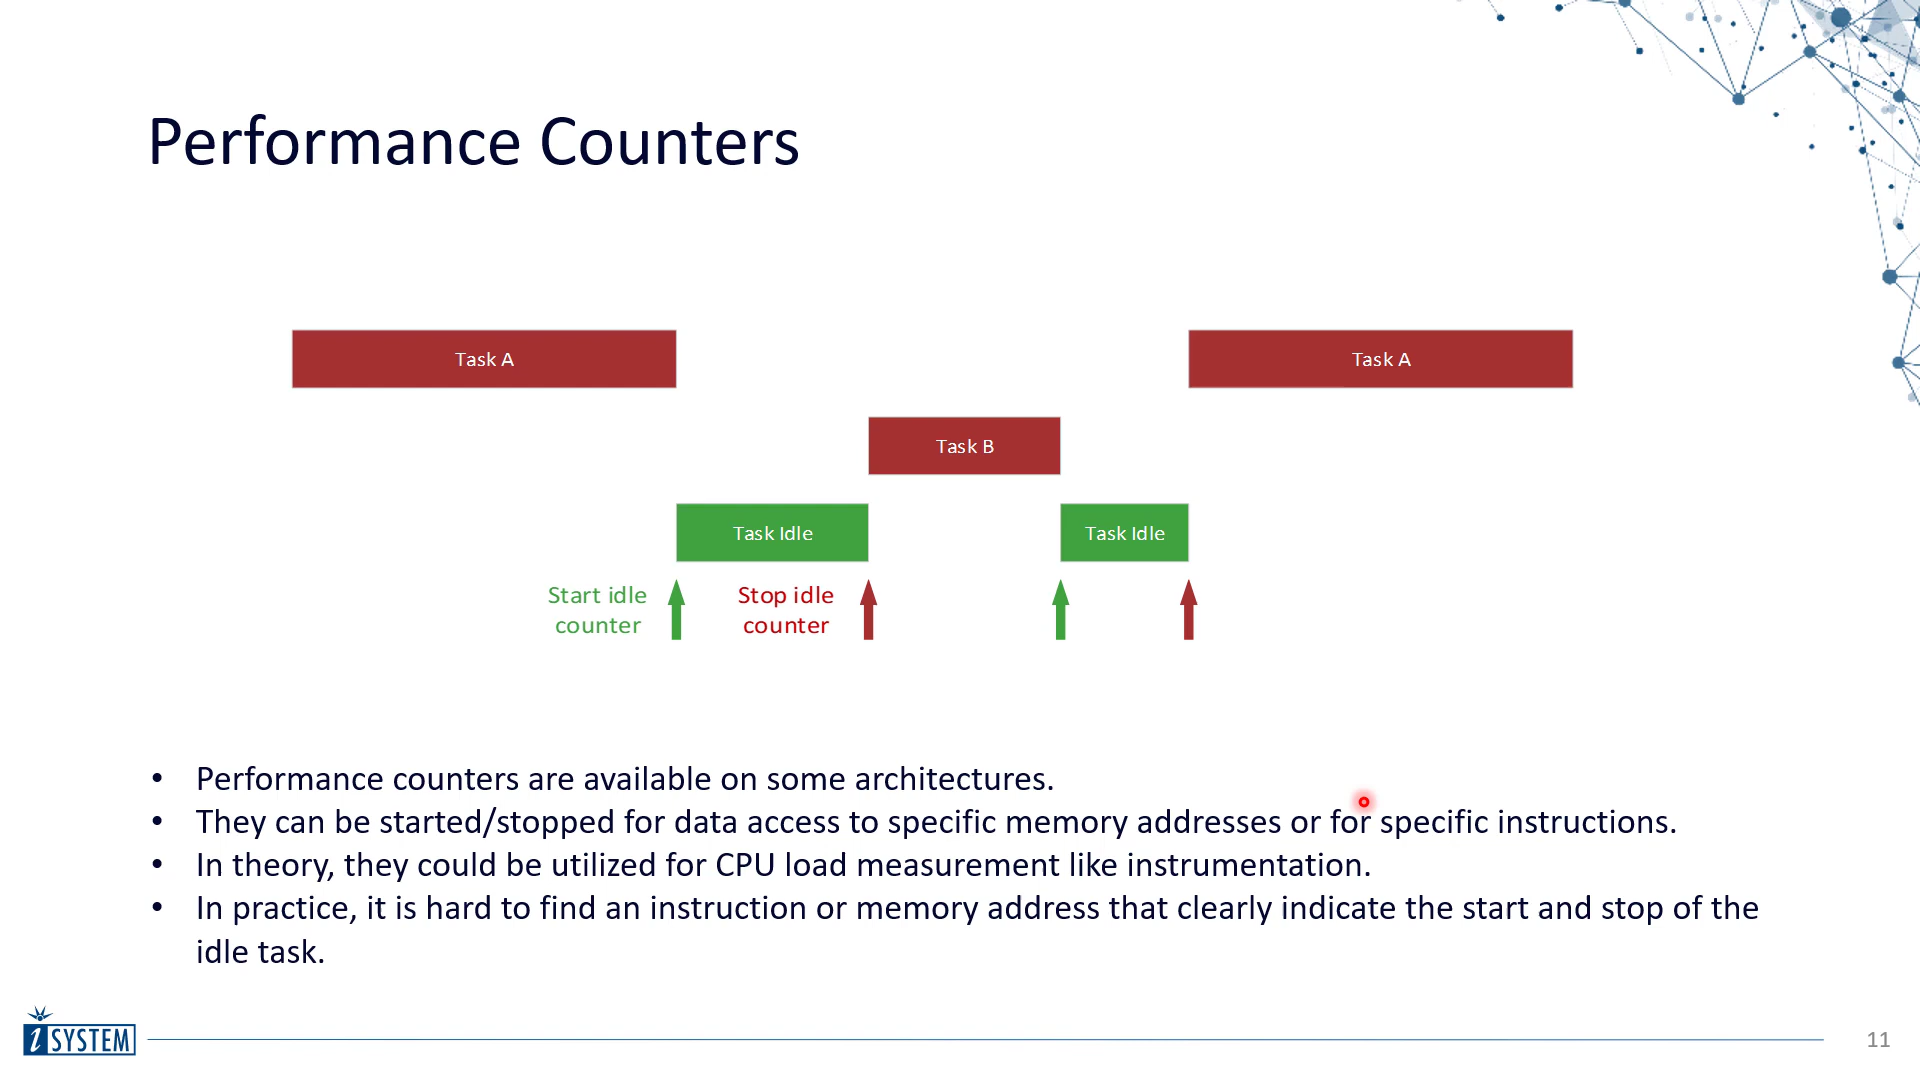 Performance Counters
Task A
Task A
Task B
Task Idle
Task Idle
Start idle
counter
Stop idle
counter
• Performance counters are available on some architectures.
• They can be started/stopped for data access to specific memory addresses or for specific instructions.
• In theory, they could be utilized for CPU load measurement like instrumentation.
• In practice, it is hard to find an instruction or memory address that clearly indicate the start and stop of the
idle task.
iSYSTEM
11